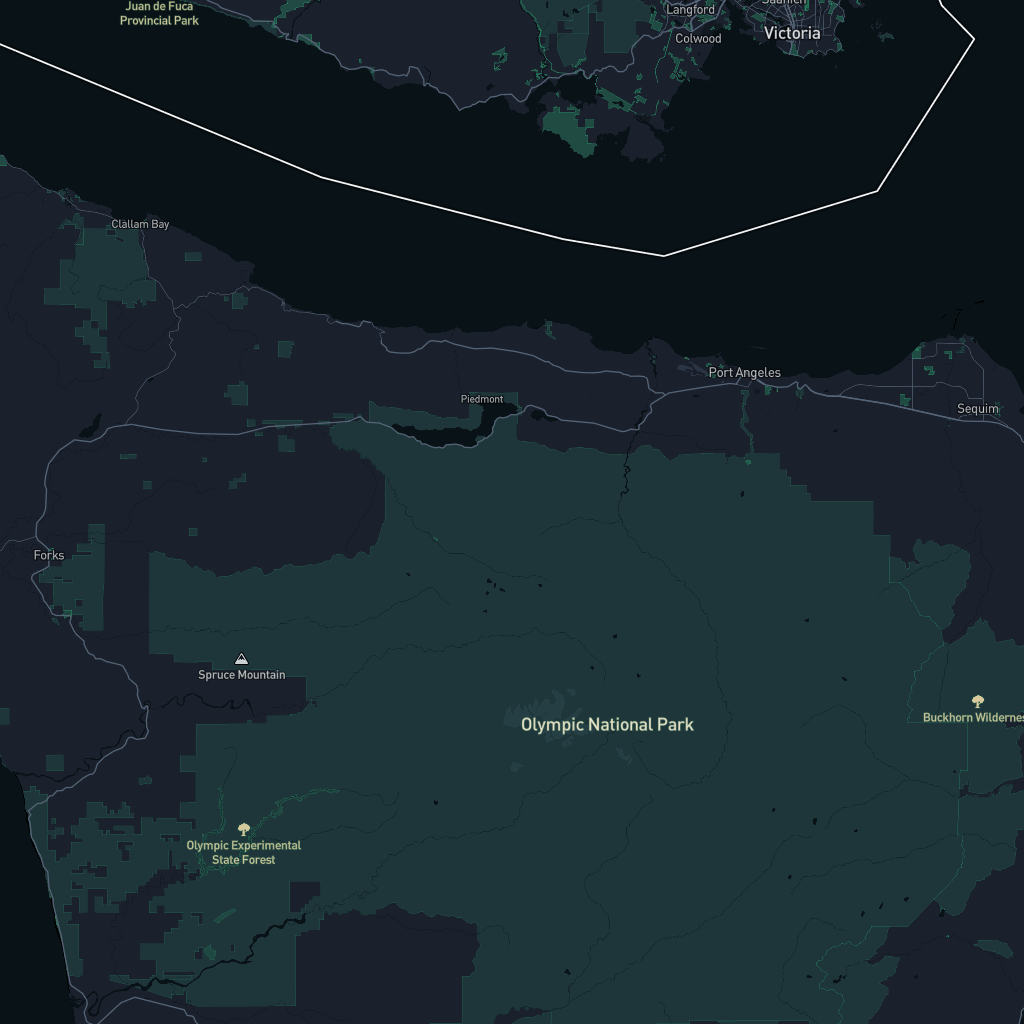 Juan de Fuca
Provincial Park
Langford
Saanich
Colwood
Victoria
Clallam Bay
Port Angeles
Piedmont
Sequim
Forks
Spruce Mountain
Olympic National Park
Buckhorn Wildernes
Olympic Experimental
State Forest